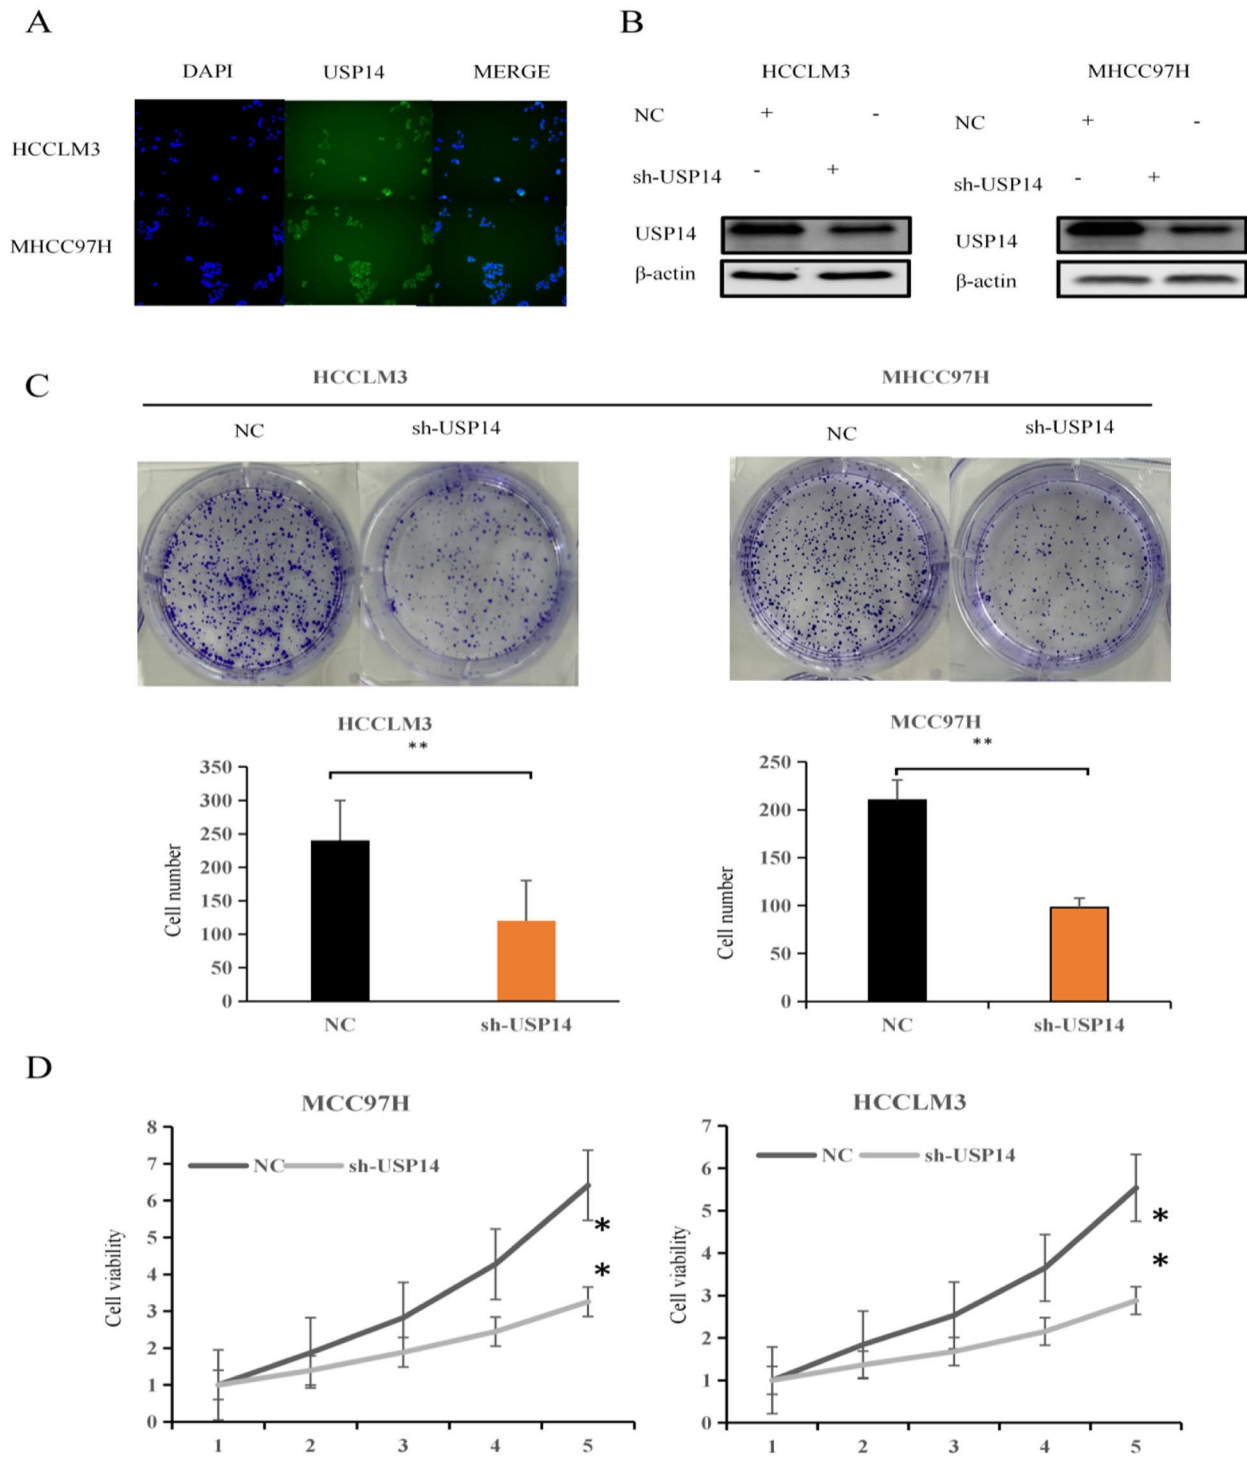 A
DAPI USP14 MERGE
HCCLM3
MHCC97H
B
HCCLM3
NC + -
sh-USP14 - +
USP14
β-actin
MHCC97H
NC + -
sh-USP14 - +
USP14
β-actin
C
HCCLM3 MHCC97H
NC sh-USP14 NC sh-USP14
HCCLM3
**
350
300
250
200
150
100
50
0
Cell number
NC sh-USP14
MCC97H
**
250
200
150
100
50
0
Cell number
NC sh-USP14
D
MCC97H
NC sh-USP14
8
7
6
5
4
3
2
1
0
Cell viability
*
*
1 2 3 4 5
HCCLM3
NC sh-USP14
7
6
5
4
3
2
1
0
Cell viability
*
*
1 2 3 4 5